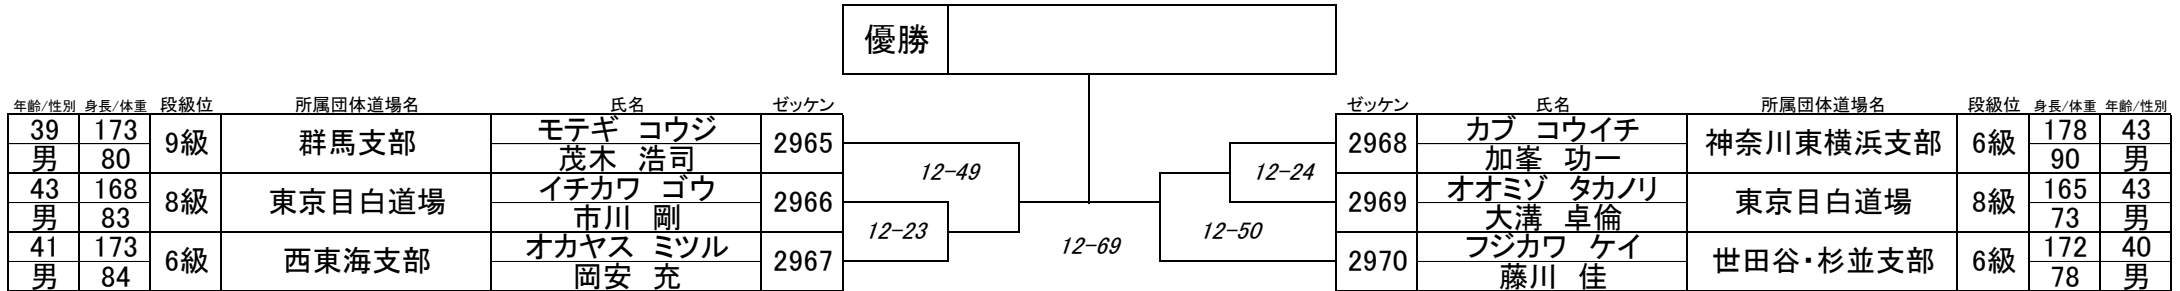 優勝
年齢/性別 身長/体重 段級位 所属団体道場名 氏名 ゼッケン ゼッケン 氏名 所属団体道場名 段級位 身長/体重 年齢/性別
39 173 9級 群馬支部 モテギ コウジ 2965 2968 カブ コウイチ 神奈川東横浜支部 6級 178 43
男 80 茂木 浩司 加峯 功一 90 男
12-49 12-24
43 168 8級 東京目白道場 イチカワ ゴウ 2966 2969 オオミゾ タカノリ 東京目白道場 8級 165 43
男 83 市川 剛 大溝 卓倫 73 男
12-23 12-69 12-50
41 173 6級 西東海支部 オカヤス ミツル 2967 2970 フジカワ ケイ 世田谷・杉並支部 6級 172 40
男 84 岡安 充 藤川 佳 78 男